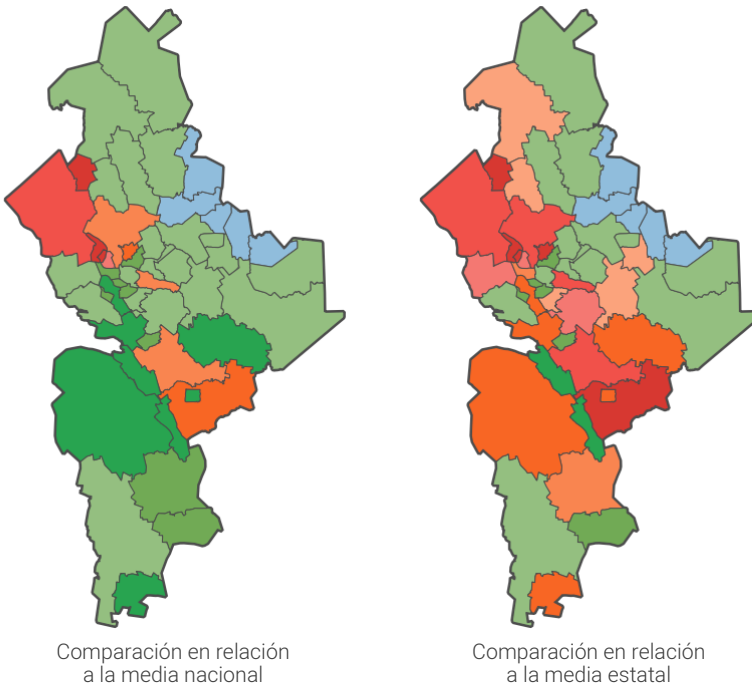 Comparación en relación
a la media nacional
Comparación en relación
a la media estatal